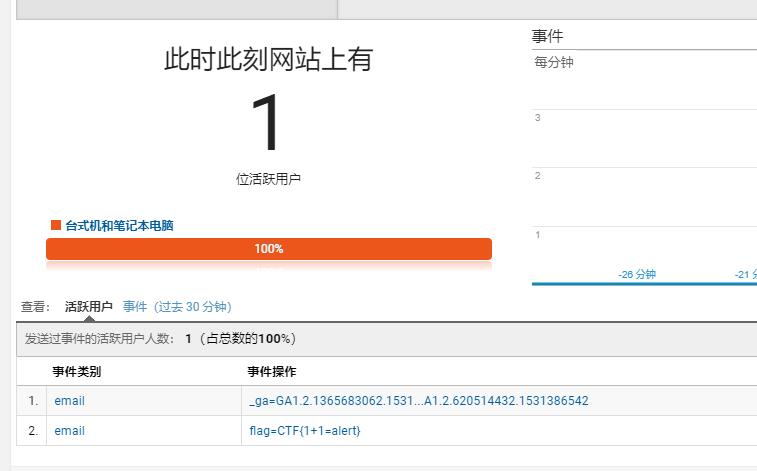 此时此刻网站上有
1
位活跃用户
台式机和笔记本电脑
100%
事件
每分钟
3
2
1
-26 分钟
-21 分
查看： 活跃用户 事件（过去 30 分钟）
发送过事件的活跃用户人数： 1（占总数的100%）
事件类别 事件操作
1. email _ga=GA1.2.1365683062.1531...A1.2.620514432.1531386542
2. email flag=CTF{1+1=alert}